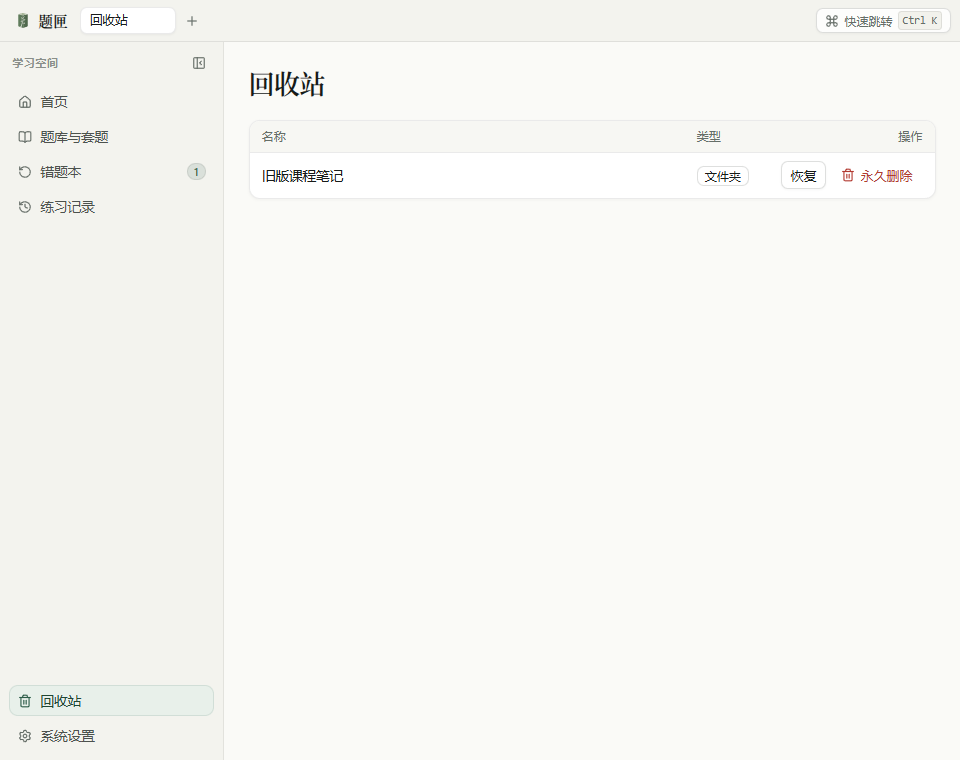 题匣
回收站
快速跳转 Ctrl K
学习空间
首页
题库与套题
错题本 1
练习记录
回收站
系统设置
回收站
名称 类型 操作
旧版课程笔记 文件夹 恢复 永久删除